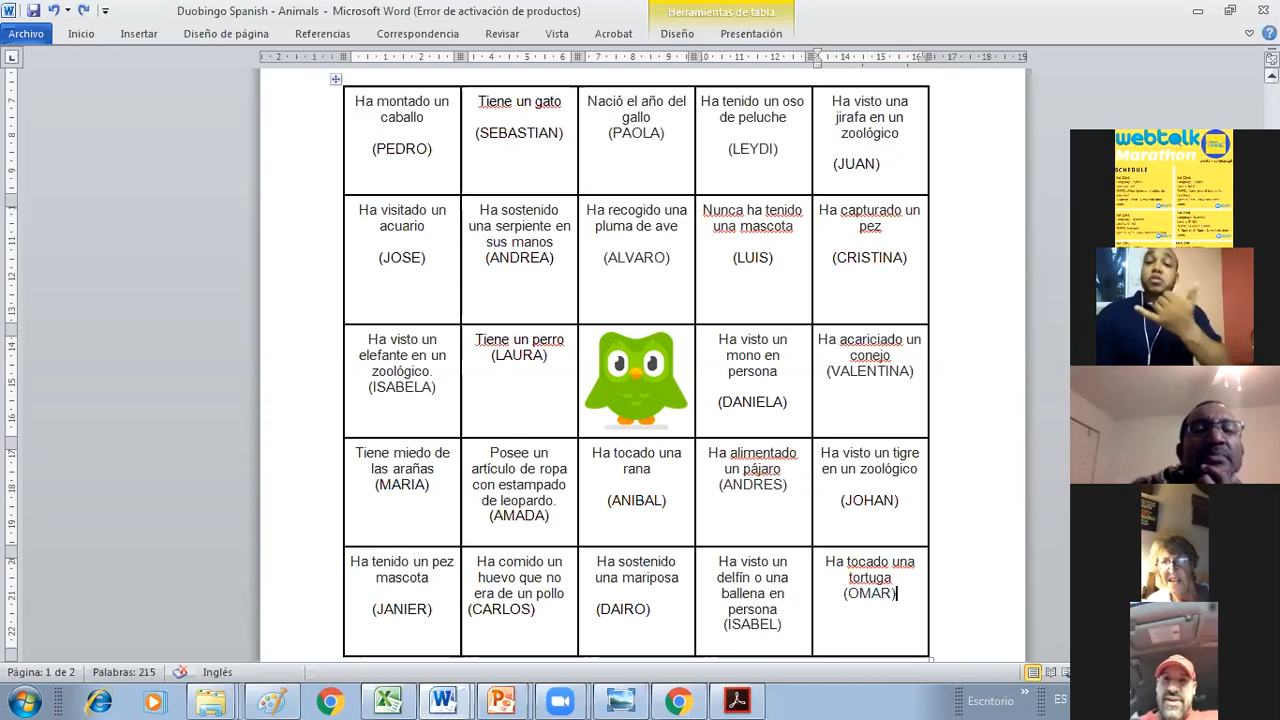 Duobingo Spanish - Animals - Microsoft Word (Error de activación de productos)
Herramientas de tabla
Archivo Inicio Insertar Diseño de página Referencias Correspondencia Revisar Vista Acrobat Diseño Presentación
Ha montado un
caballo
(PEDRO)
Tiene un gato
(SEBASTIAN)
Nació el año del
gallo
(PAOLA)
Ha tenido un oso
de peluche
(LEYDI)
Ha visto una
jirafa en un
zoológico
(JUAN)
Ha visitado un
acuario.
(JOSE)
Ha sostenido
una serpiente en
sus manos
(ANDREA)
Ha recogido una
pluma de ave
(ALVARO)
Nunca ha tenido
una mascota
(LUIS)
Ha capturado un
pez
(CRISTINA)
Ha visto un
elefante en un
zoológico.
(ISABELA)
Tiene un perro
(LAURA)
Ha visto un
mono en
persona
(DANIELA)
Ha acariciado un
conejo
(VALENTINA)
Tiene miedo de
las arañas
(MARIA)
Posee un
artículo de ropa
con estampado
de leopardo.
(AMADA)
Ha tocado una
rana
(ANIBAL)
Ha alimentado
un pájaro
(ANDRES)
Ha visto un tigre
en un zoológico
(JOHAN)
Ha tenido un pez
mascota
(JANIER)
Ha comido un
huevo que no
era de un pollo
(CARLOS)
Ha sostenido
una mariposa
(DAIRO)
Ha visto un
delfín o una
ballena en
persona
(ISABEL)
Ha tocado una
tortuga
(OMAR)
webtalk
Marathon
SCHEDULE
Página: 1 de 2 Palabras: 215 Inglés
Escritorio » ES